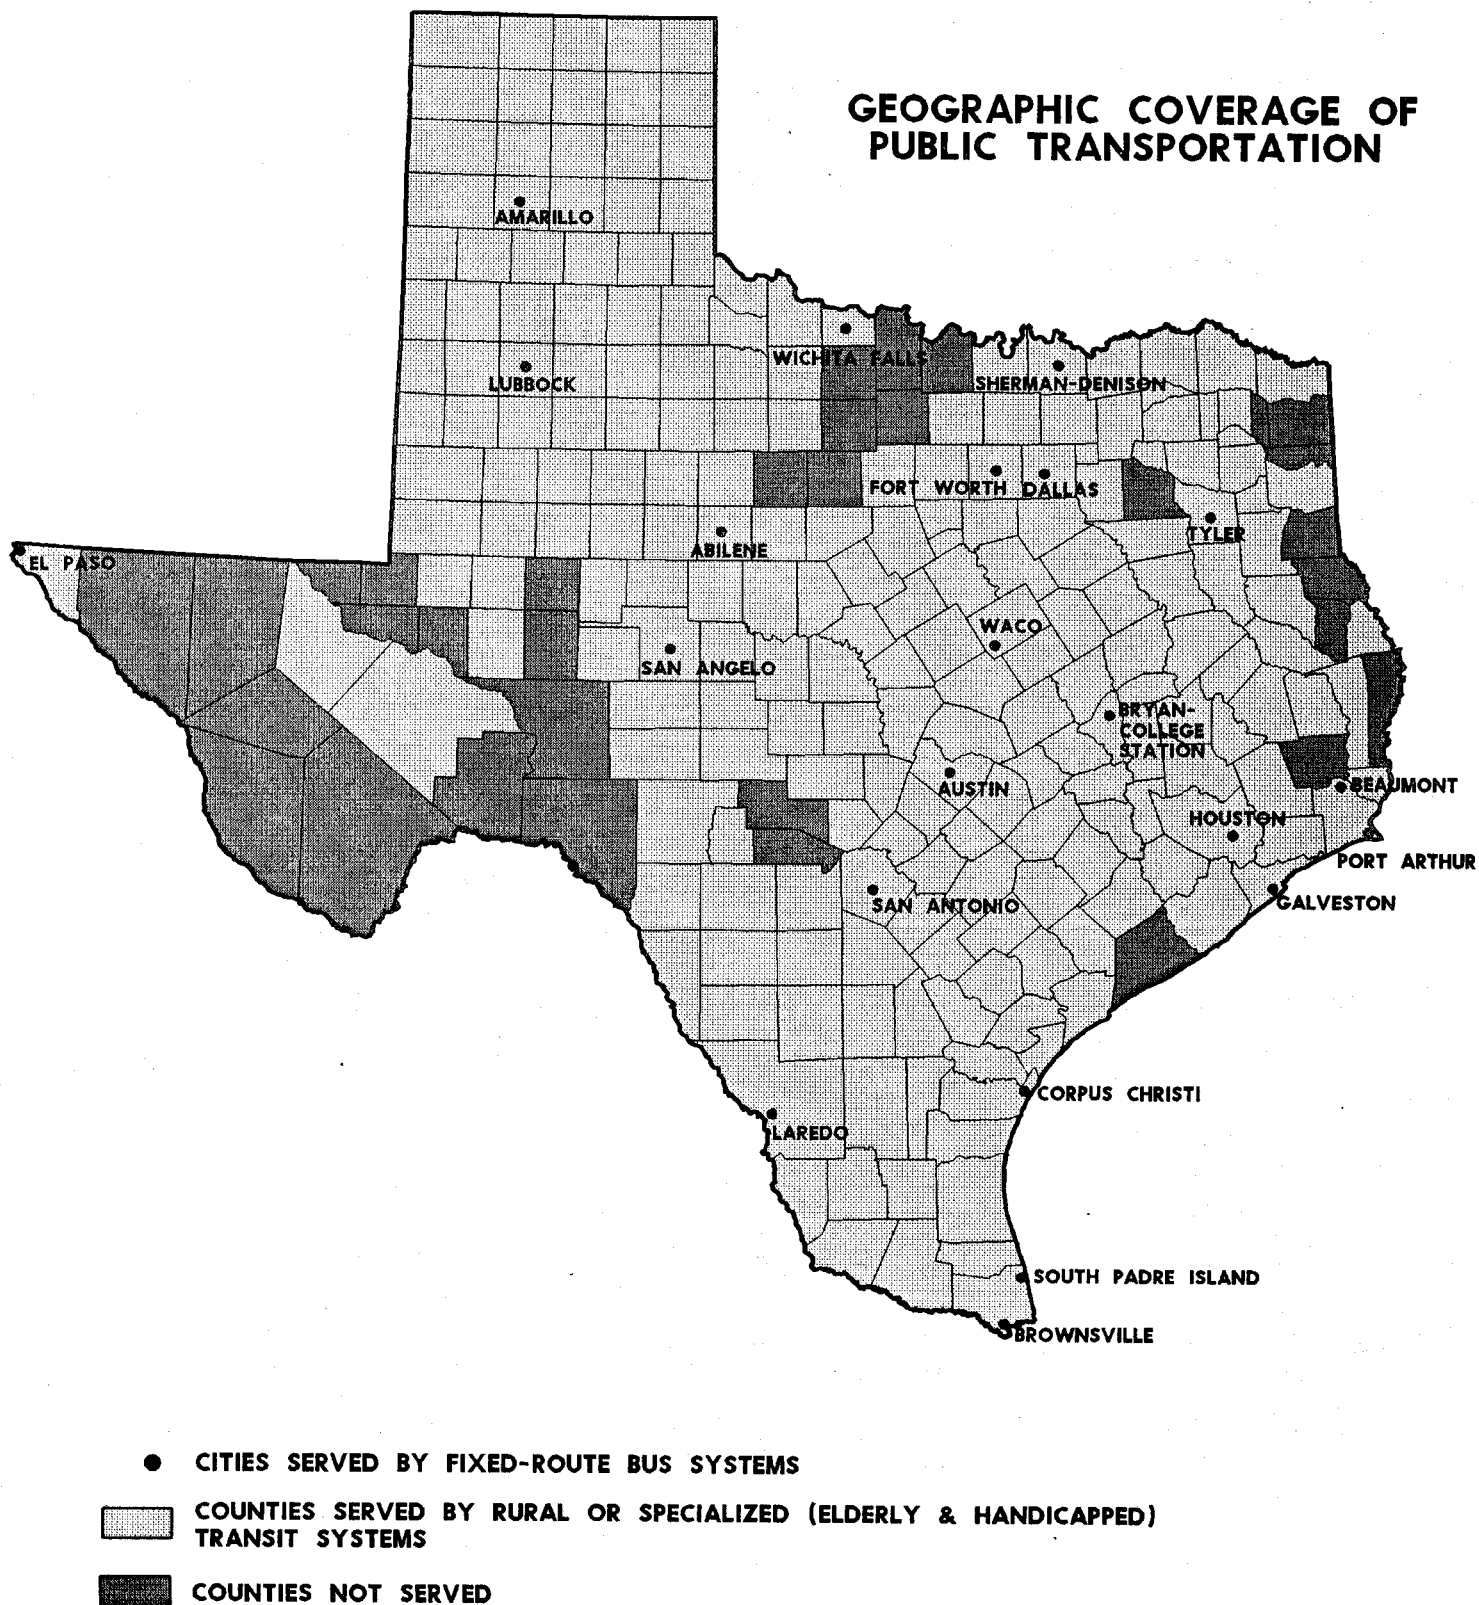 GEOGRAPHIC COVERAGE OF
PUBLIC TRANSPORTATION
AMARILLO
WICHITA FALLS
LUBBOCK
SHERMAN-DENISON
FORT WORTH
DALLAS
ABILENE
TYLER
EL PASO
WACO
SAN ANGELO
BRYAN-
COLLEGE
STATION
AUSTIN
BEAUMONT
HOUSTON
PORT ARTHUR
SAN ANTONIO
GALVESTON
CORPUS CHRISTI
LAREDO
SOUTH PADRE ISLAND
BROWNSVILLE
CITIES SERVED BY FIXED-ROUTE BUS SYSTEMS
COUNTIES SERVED BY RURAL OR SPECIALIZED (ELDERLY & HANDICAPPED)
TRANSIT SYSTEMS
COUNTIES NOT SERVED